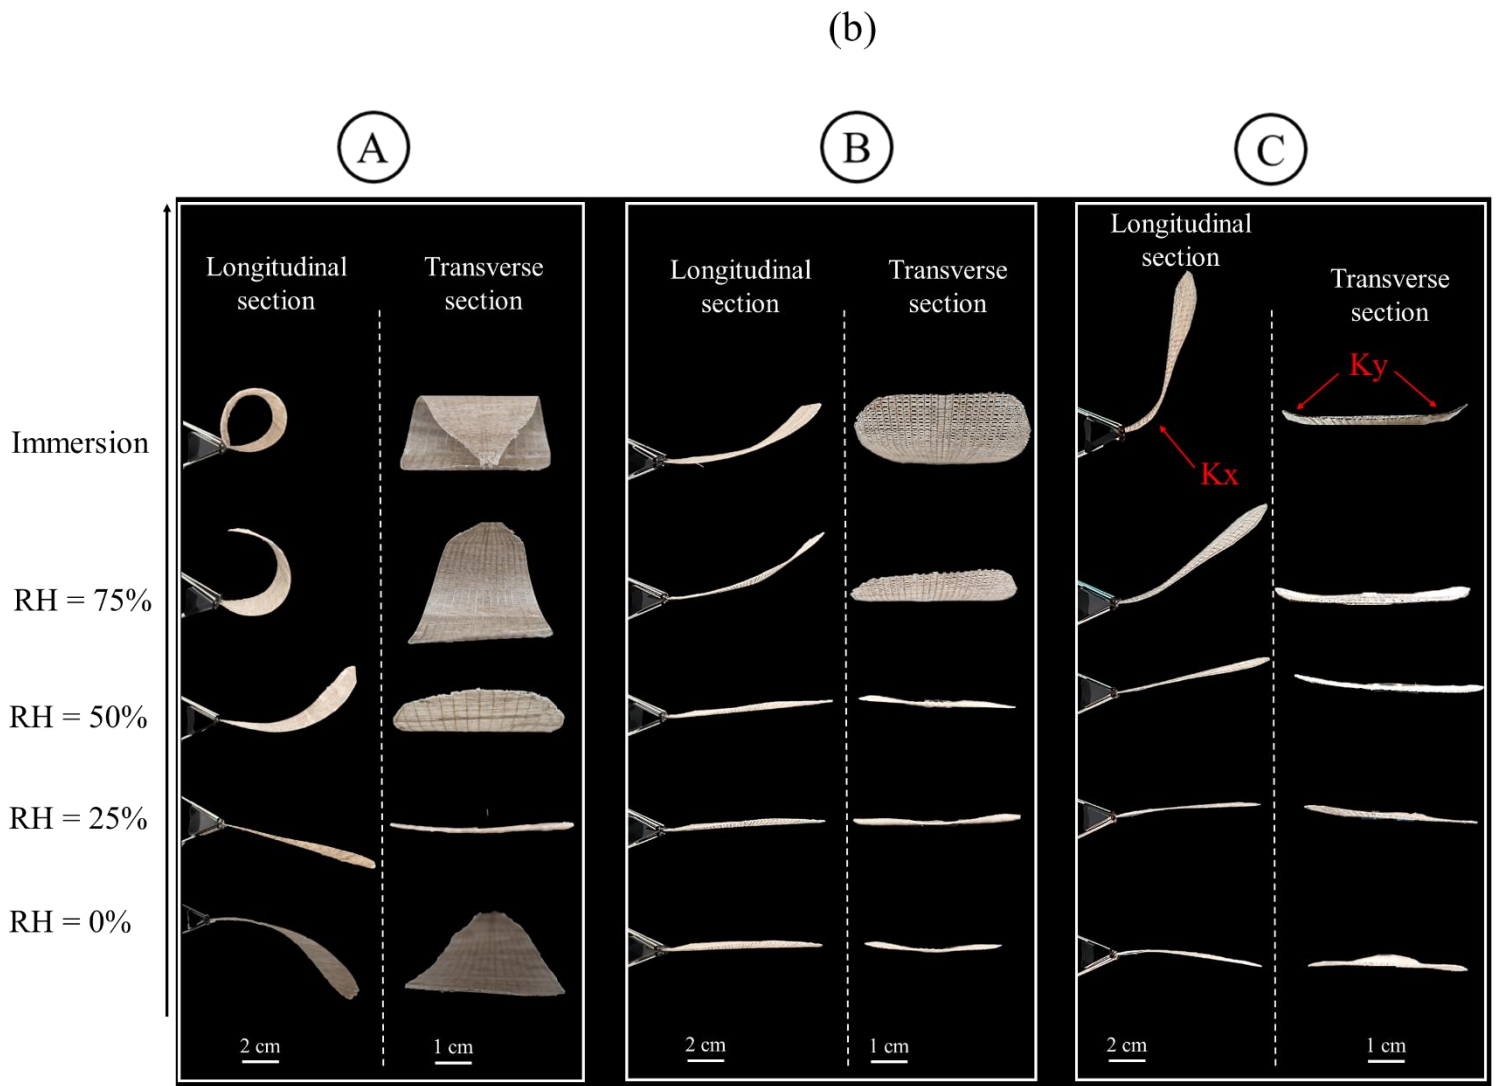 (b)
A
B
C
Longitudinal
section
Transverse
section
Longitudinal
section
Transverse
section
Longitudinal
section
Transverse
section
Ky
Kx
Immersion
RH = 75%
RH = 50%
RH = 25%
RH = 0%
2 cm
1 cm
2 cm
1 cm
2 cm
1 cm